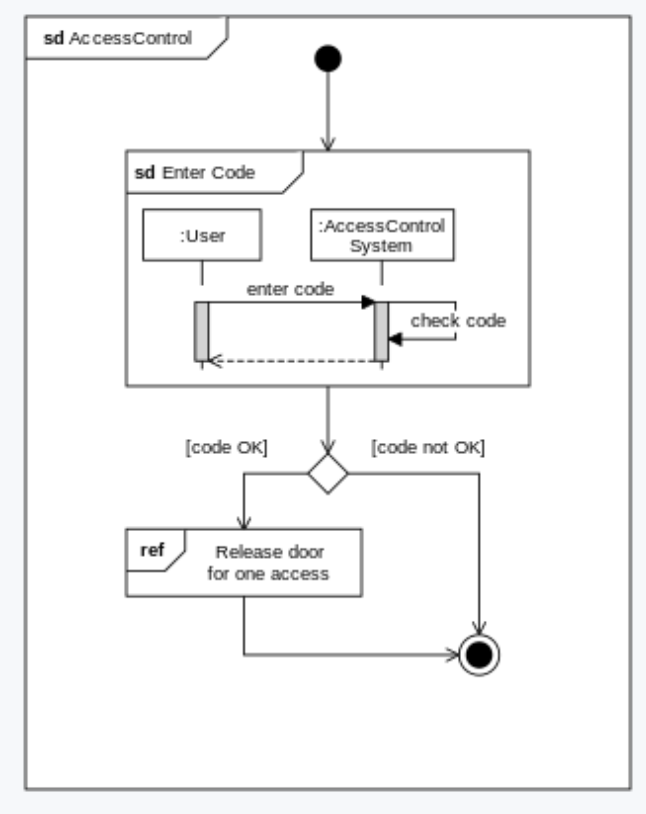 sd AccessControl
sd Enter Code
:User
:AccessControl
System
enter code
check code
[code OK]
[code not OK]
ref
Release door
for one access